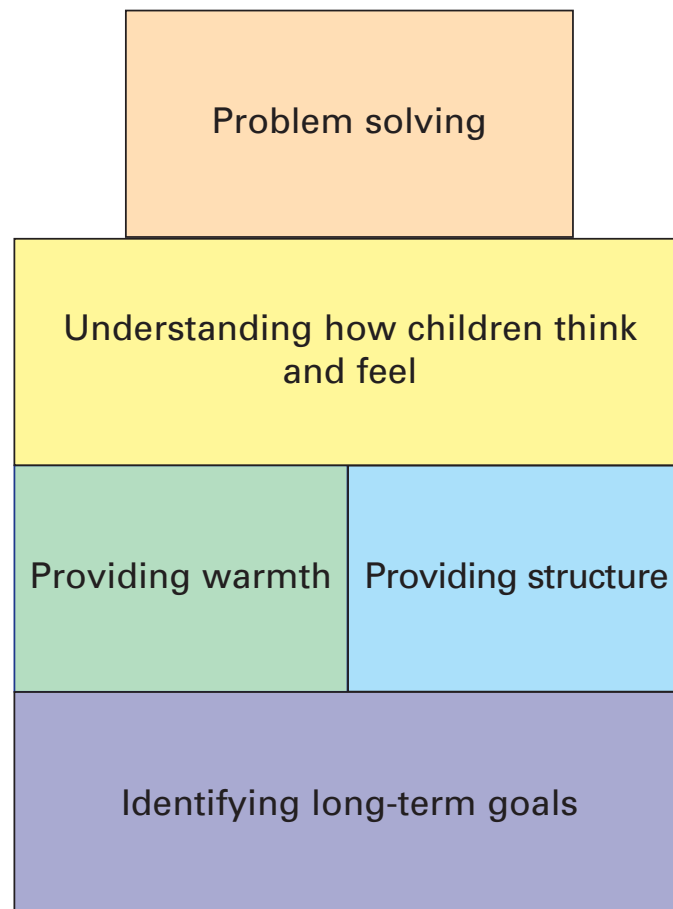 Problem solving
Understanding how children think
and feel
Providing warmth
Providing structure
Identifying long-term goals